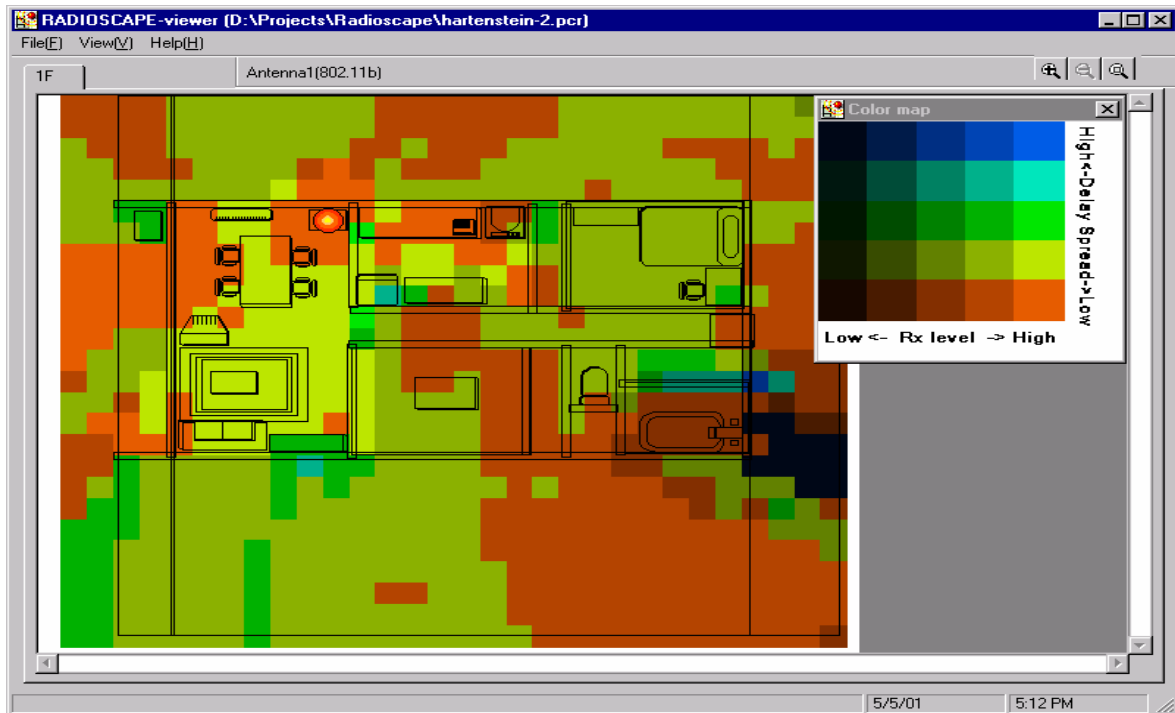 RADIOSCAPE-viewer (D:\Projects\Radioscape\hartenstein-2.pcr)
File(F) View(V) Help(H)
1F
Antenna1(802.11b)
Color map
High<-Delay Spread->Low
Low <- Rx level -> High
5/5/01
5:12 PM